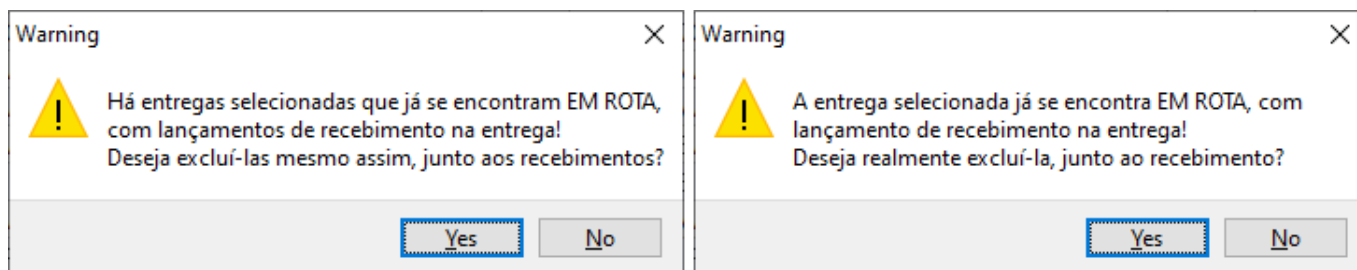 Warning
Há entregas selecionadas que já se encontram EM ROTA,
com lançamentos de recebimento na entrega!
Deseja excluí-las mesmo assim, junto aos recebimentos?
Yes
No
Warning
A entrega selecionada já se encontra EM ROTA, com
lançamento de recebimento na entrega!
Deseja realmente excluí-la, junto ao recebimento?
Yes
No